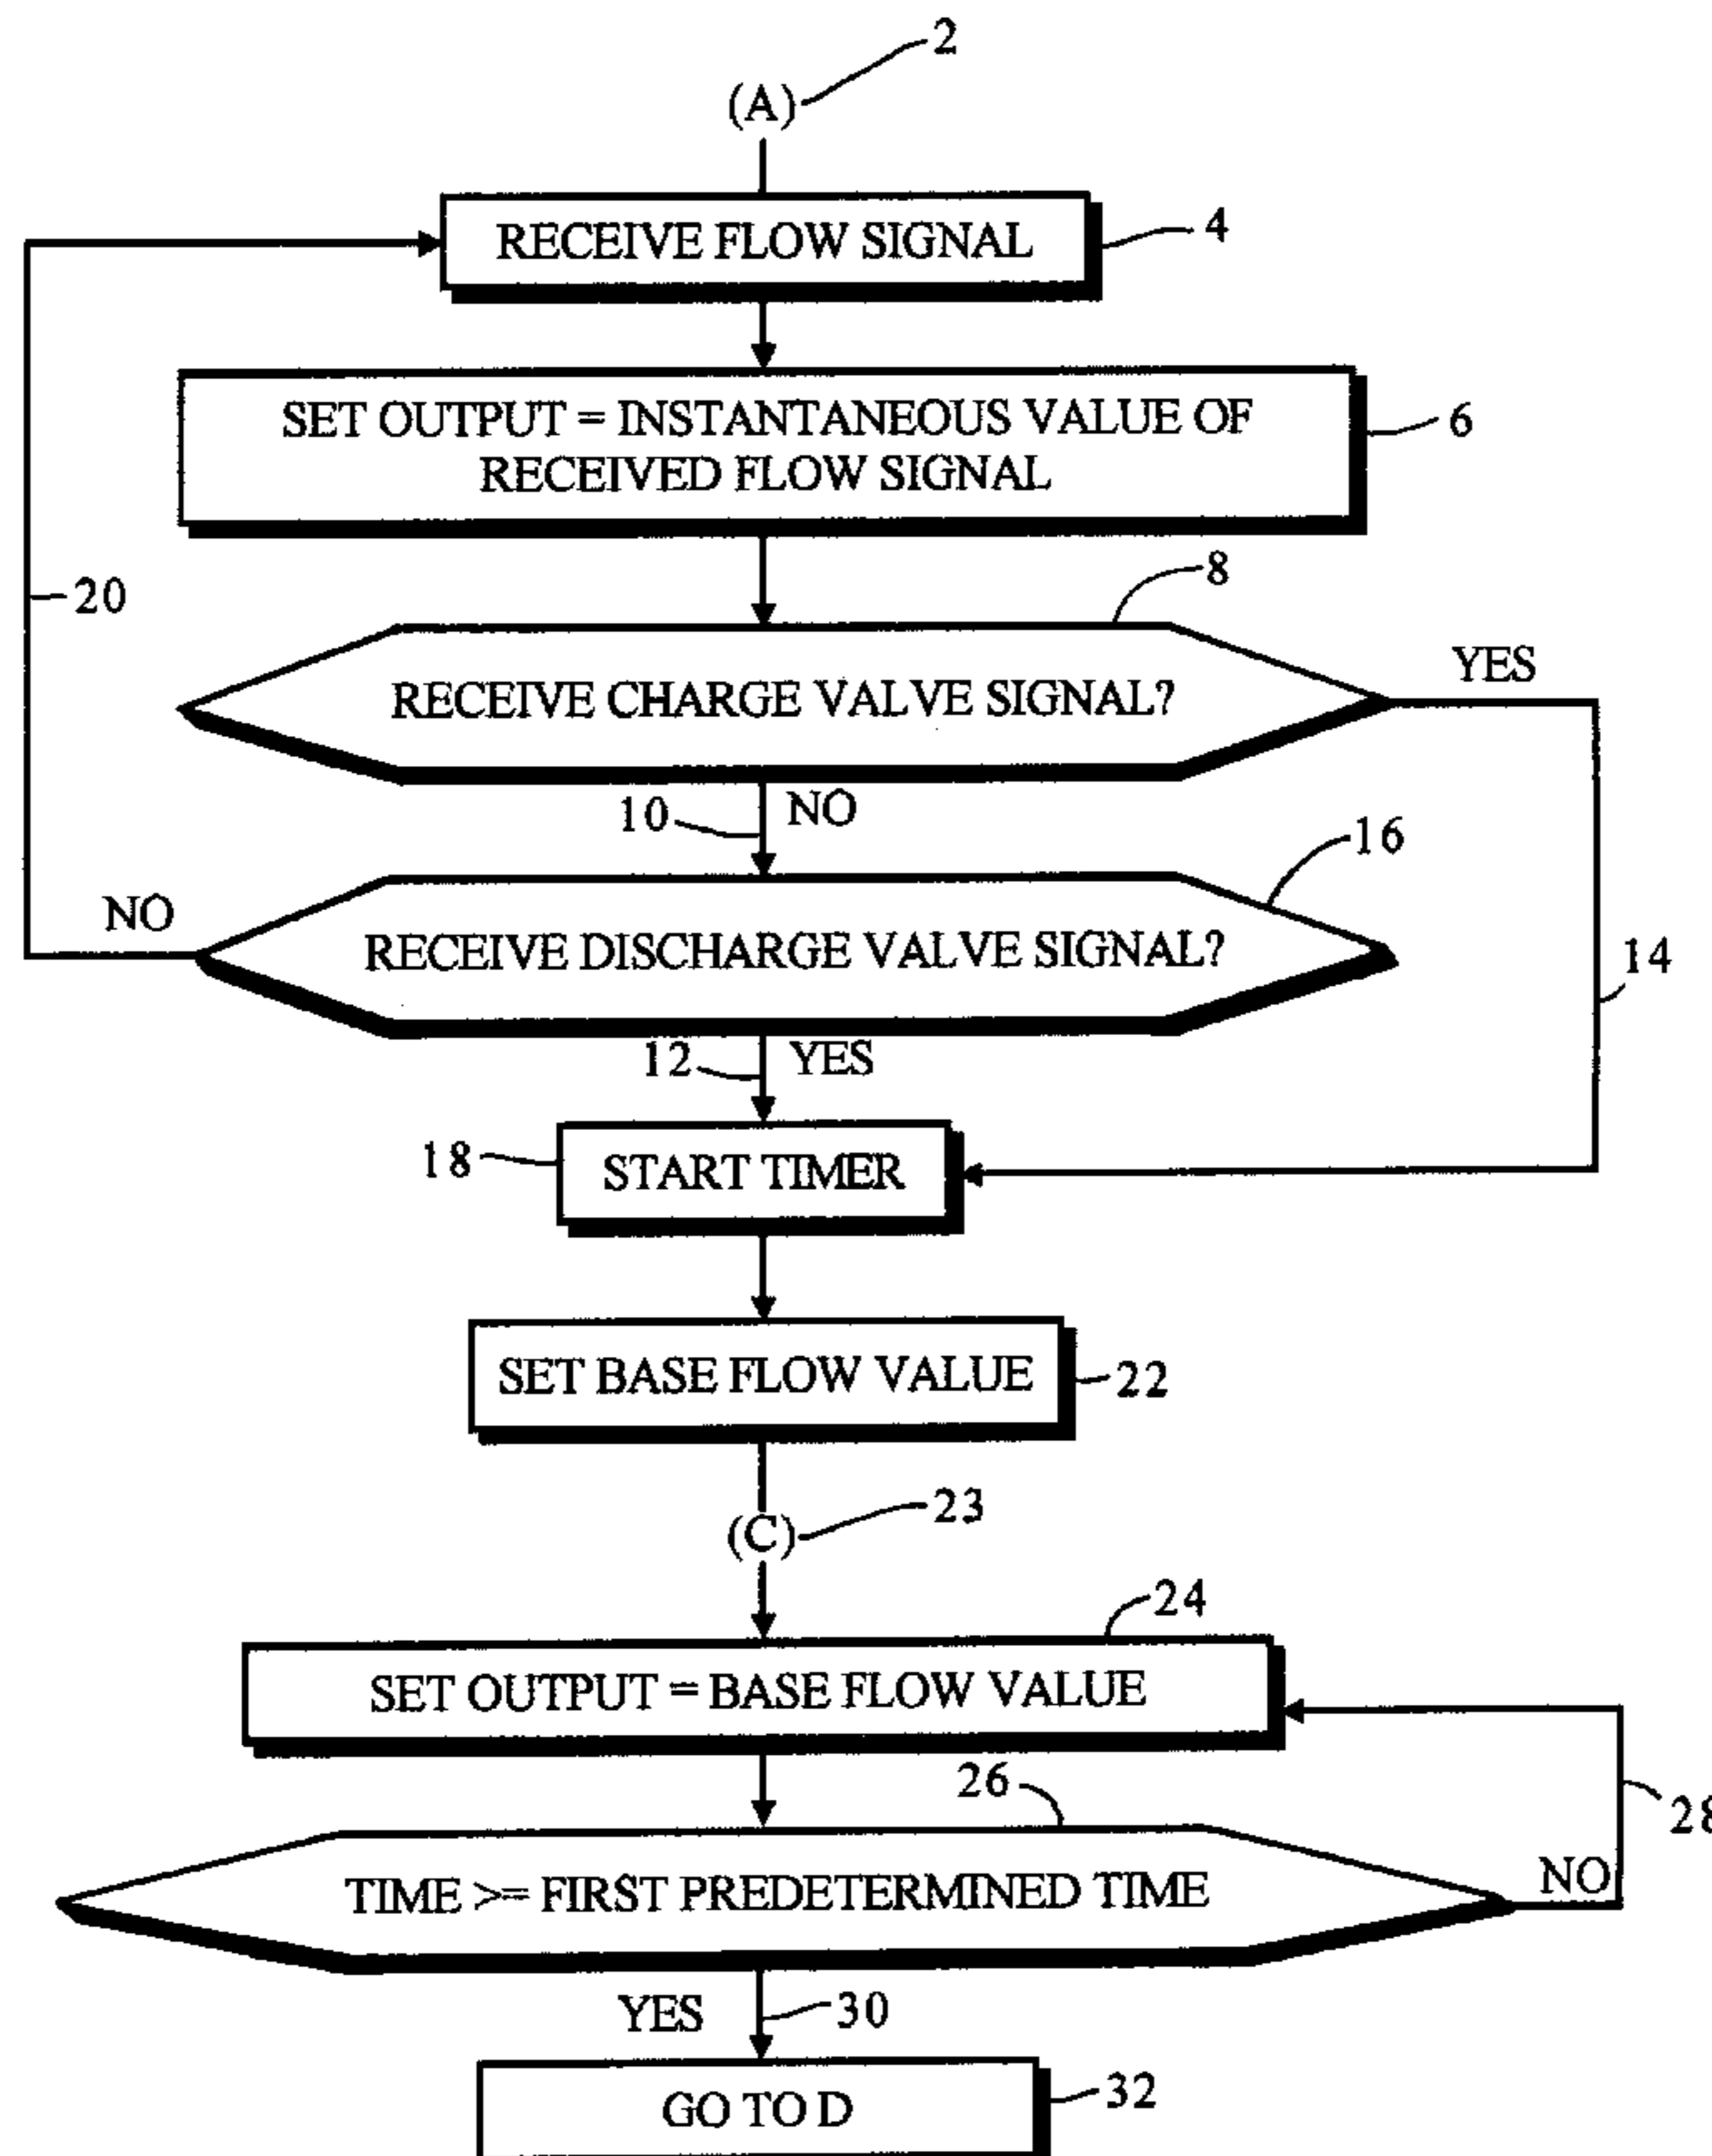 2
(A)
RECEIVE FLOW SIGNAL
4
SET OUTPUT = INSTANTANEOUS VALUE OF
RECEIVED FLOW SIGNAL
6
20
8
YES
RECEIVE CHARGE VALVE SIGNAL?
10
NO
16
NO
RECEIVE DISCHARGE VALVE SIGNAL?
14
12
YES
18
START TIMER
SET BASE FLOW VALUE
22
23
(C)
24
SET OUTPUT = BASE FLOW VALUE
26
28
TIME >= FIRST PREDETERMINED TIME
NO
YES
30
GO TO D
32